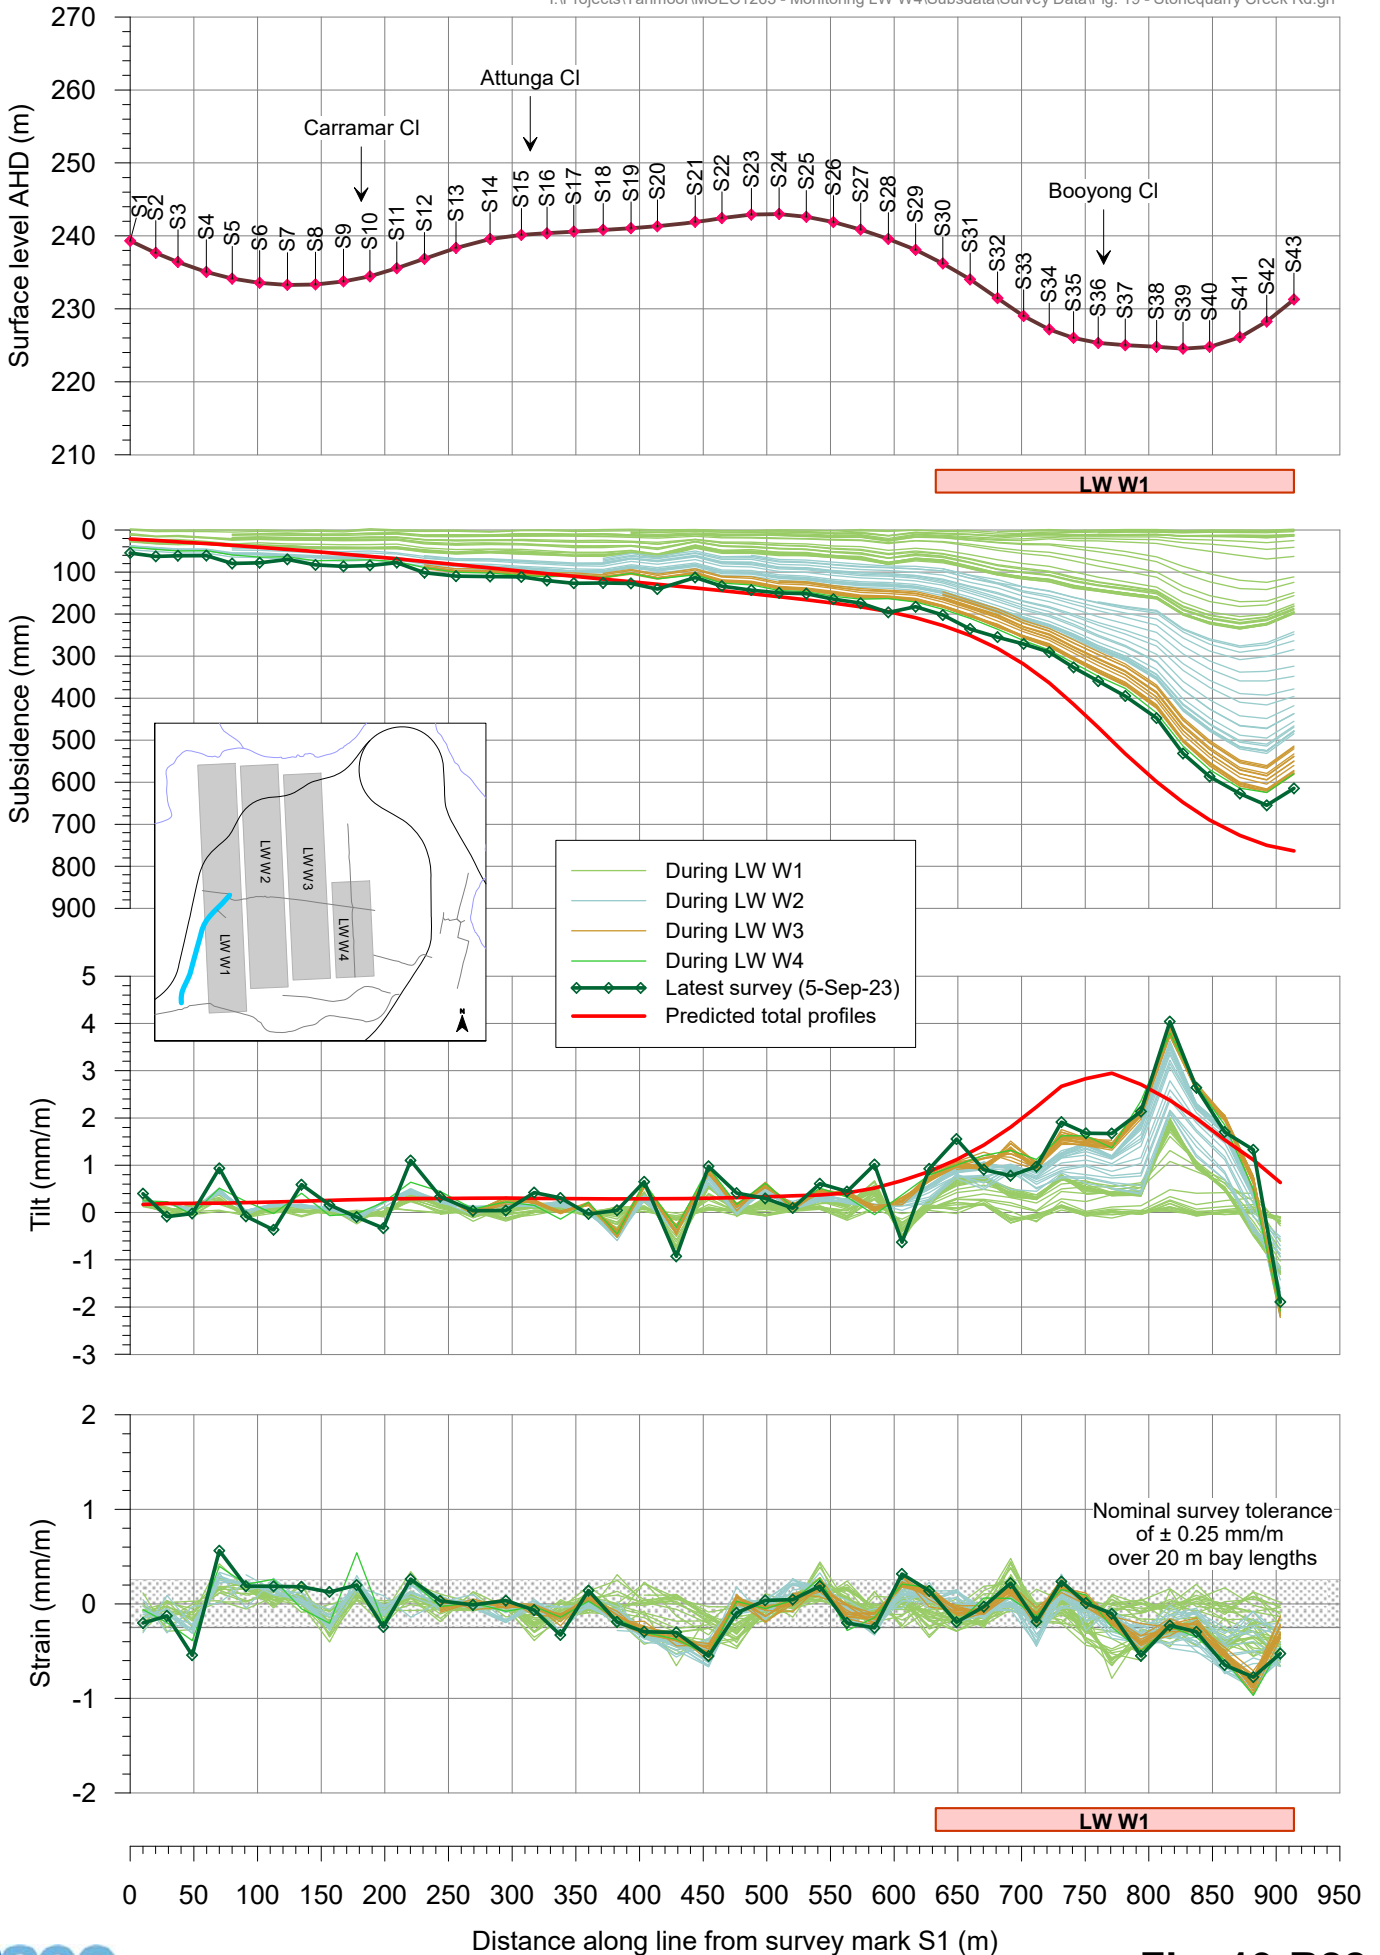 270
260
250
240
230
220
210
Surface level AHD (m)
Attunga Cl
Carramar Cl
Booyong Cl
S1
S2
S3
S4
S5
S6
S7
S8
S9
S10
S11
S12
S13
S14
S15
S16
S17
S18
S19
S20
S21
S22
S23
S24
S25
S26
S27
S28
S29
S30
S31
S32
S33
S34
S35
S36
S37
S38
S39
S40
S41
S42
S43
LW W1
0
100
200
300
400
500
600
700
800
900
Subsidence (mm)
LW W1
LW W2
LW W3
LW W4
N
During LW W1
During LW W2
During LW W3
During LW W4
Latest survey (5-Sep-23)
Predicted total profiles
5
4
3
2
1
0
-1
-2
-3
Tilt (mm/m)
2
1
0
-1
-2
Strain (mm/m)
Nominal survey tolerance
of ± 0.25 mm/m
over 20 m bay lengths
LW W1
0 50 100 150 200 250 300 350 400 450 500 550 600 650 700 750 800 850 900 950
Distance along line from survey mark S1 (m)